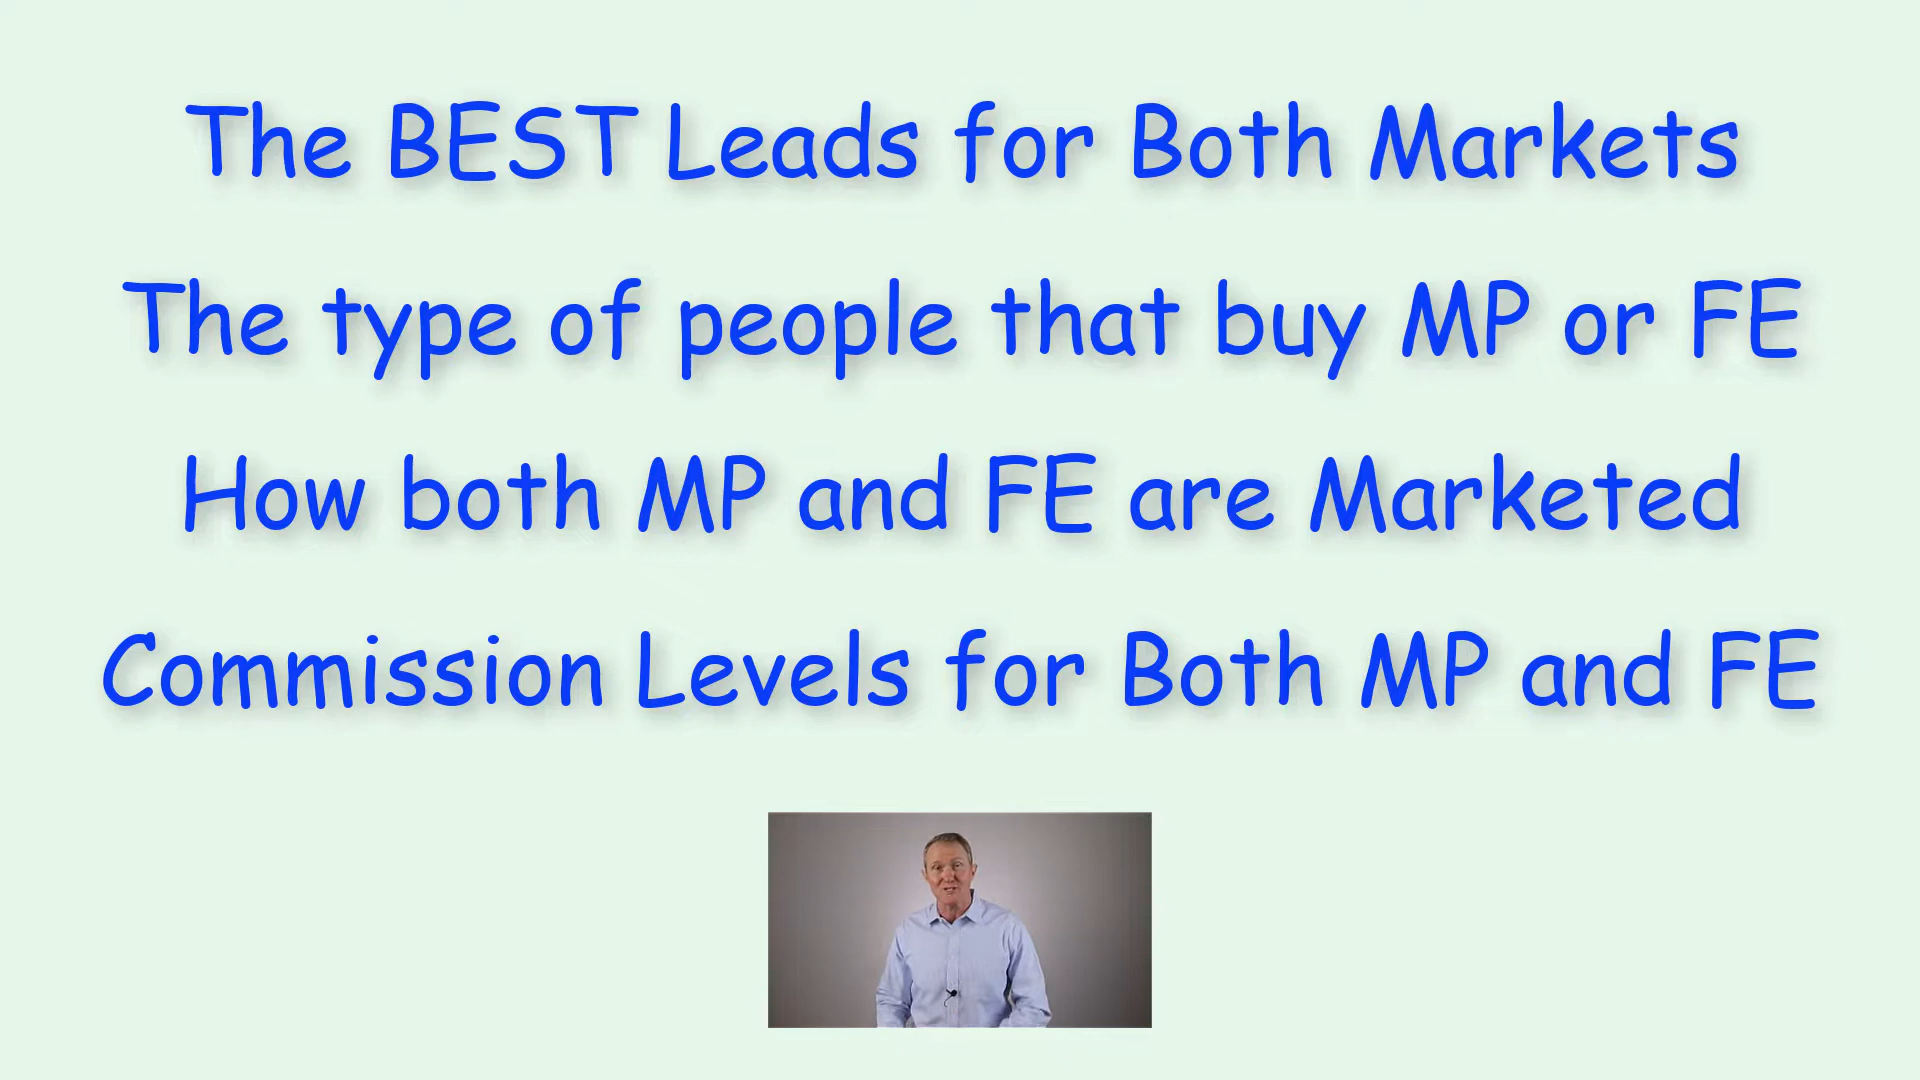 The BEST Leads for Both Markets
The type of people that buy MP or FE
How both MP and FE are Marketed
Commission Levels for Both MP and FE